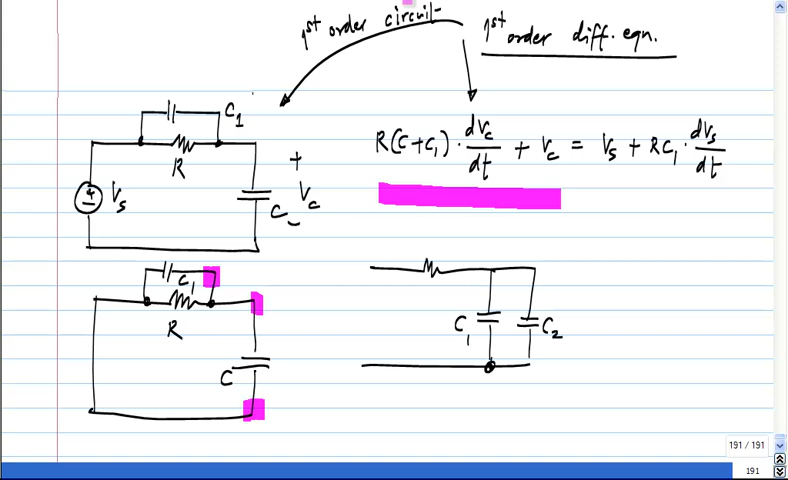 1st order circuit
1st order diff. eqn.
C1
R
Vs
+
Vc
-
C
R(C+C1) · dVc/dt + Vc = Vs + RC1 · dVs/dt
C1
R
C
C1
C2
191 / 191
191